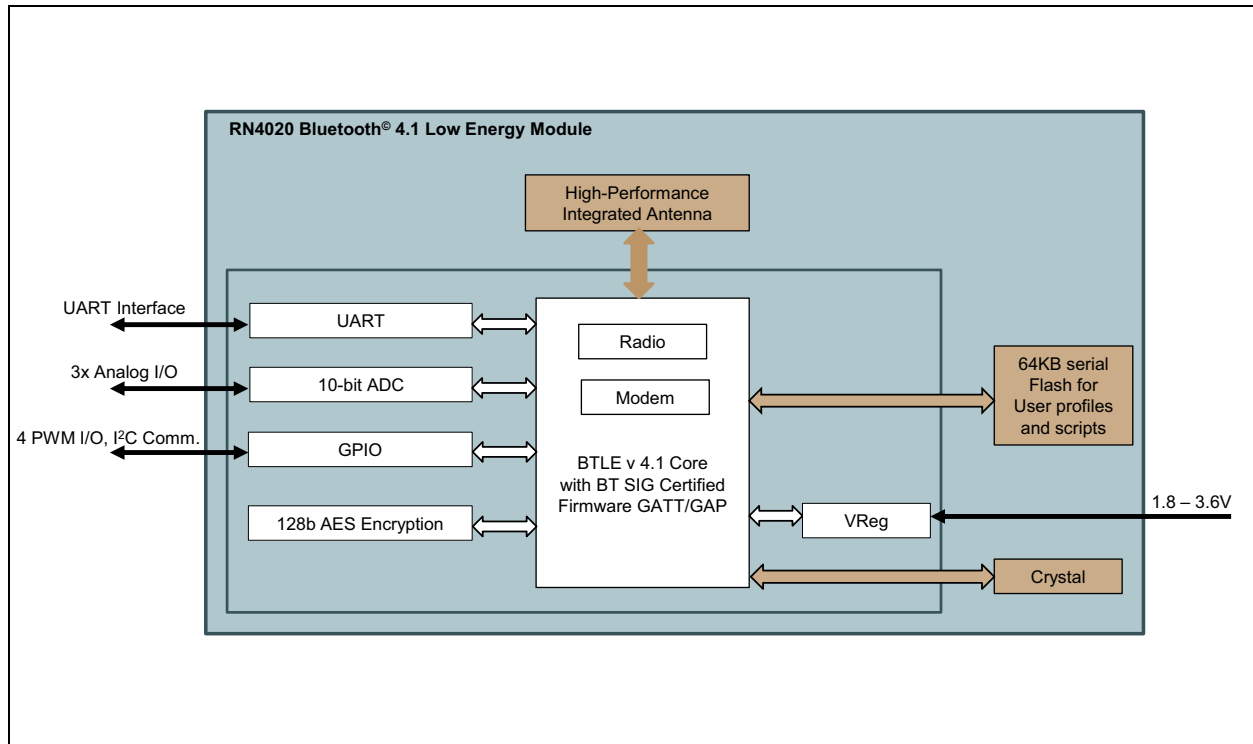 RN4020 Bluetooth© 4.1 Low Energy Module
High-Performance
Integrated Antenna
UART Interface
UART
3x Analog I/O
10-bit ADC
4 PWM I/O, I²C Comm.
GPIO
128b AES Encryption
Radio
Modem
BTLE v 4.1 Core
with BT SIG Certified
Firmware GATT/GAP
64KB serial
Flash for
User profiles
and scripts
VReg
1.8 – 3.6V
Crystal